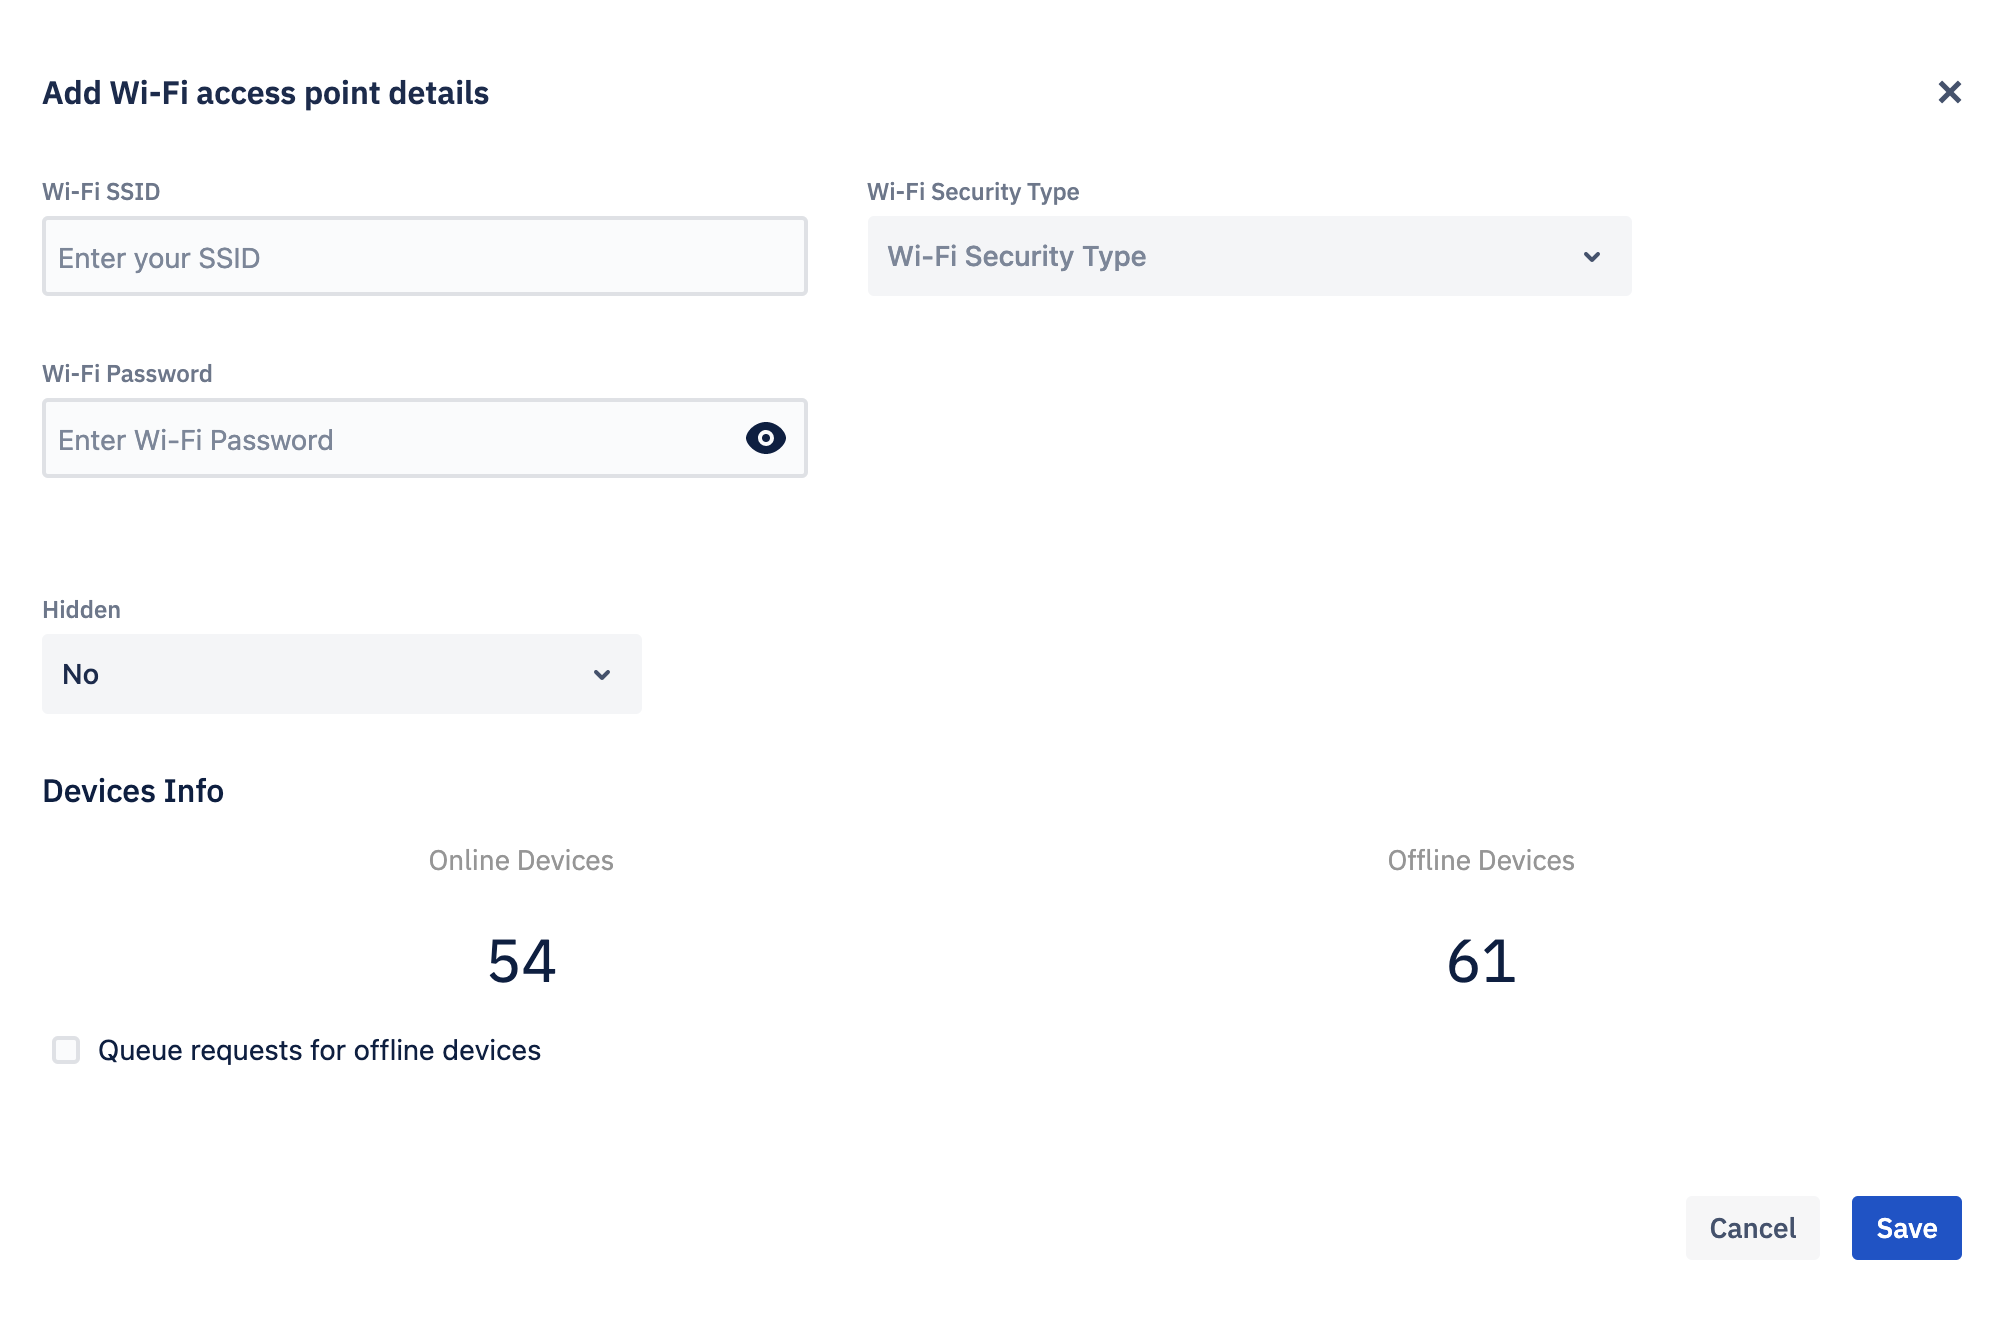 Add Wi-Fi access point details
Wi-Fi SSID
Wi-Fi Security Type
Enter your SSID
Wi-Fi Security Type
Wi-Fi Password
Enter Wi-Fi Password
Hidden
No
Devices Info
Online Devices
Offline Devices
54
61
Queue requests for offline devices
Cancel
Save